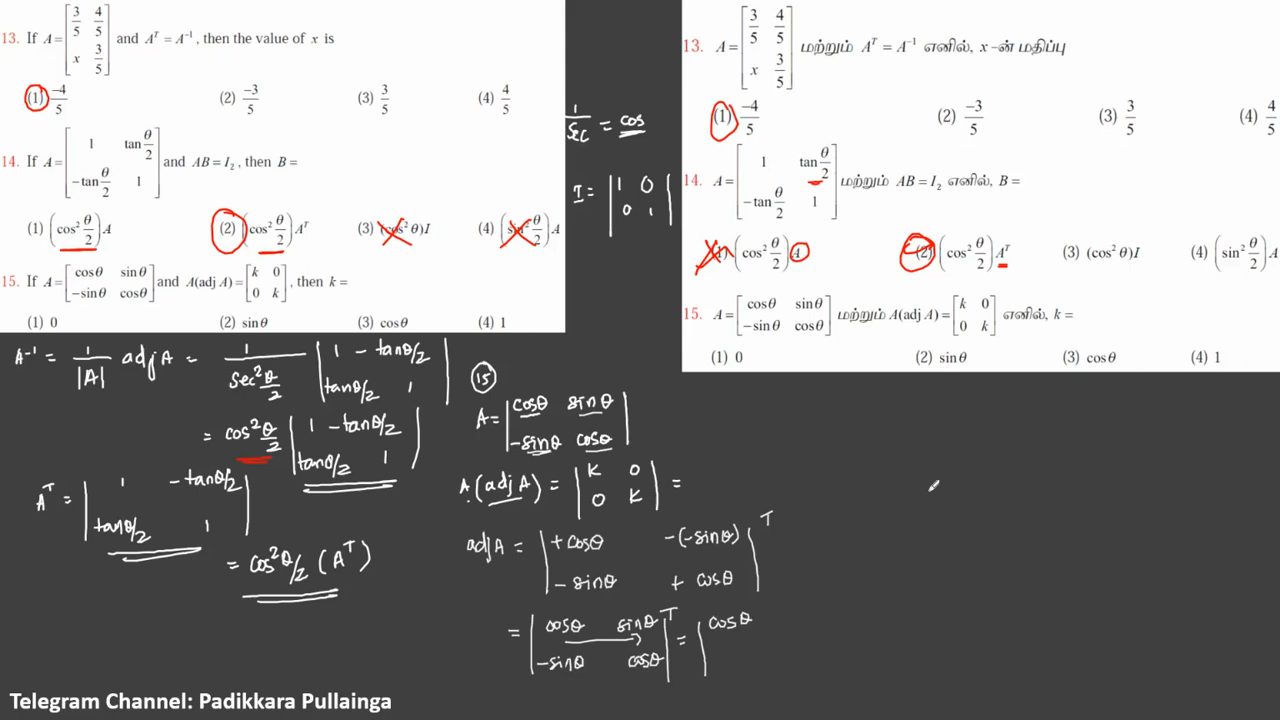 13. If A = [3/5 4/5; x 3/5] and Aᵀ = A⁻¹, then the value of x is
(1) -4/5 (2) -3/5 (3) 3/5 (4) 4/5
14. If A = [1 tan θ/2; -tan θ/2 1] and AB = I₂, then B =
(1) (cos² θ/2) A (2) (cos² θ/2) Aᵀ (3) (cos² θ)I (4) (sin² θ/2) A
15. If A = [cosθ sinθ; -sinθ cosθ] and A(adj A) = [k 0; 0 k], then k =
(1) 0 (2) sinθ (3) cosθ (4) 1
1/sec = cos
I = |1 0; 0 1|
13. A = [3/5 4/5; x 3/5] மற்றும் Aᵀ = A⁻¹ எனில், x-ன் மதிப்பு
(1) -4/5 (2) -3/5 (3) 3/5 (4) 4/5
14. A = [1 tan θ/2; -tan θ/2 1] மற்றும் AB = I₂ எனில், B =
(1) (cos² θ/2) A (2) (cos² θ/2) Aᵀ (3) (cos² θ)I (4) (sin² θ/2) A
15. A = [cosθ sinθ; -sinθ cosθ] மற்றும் A(adj A) = [k 0; 0 k] எனில், k =
(1) 0 (2) sinθ (3) cosθ (4) 1
A⁻¹ = 1/|A| adj A = 1/sec² θ/2 |1 -tanθ/2; tanθ/2 1|
= cos² θ/2 |1 -tanθ/2; tanθ/2 1|
Aᵀ = |1 -tanθ/2; tanθ/2 1|
= cos²θ/2 (Aᵀ)
15
A = |cosθ sinθ; -sinθ cosθ|
A (adj A) = |K 0; 0 K| =
adj A = |+cosθ -(-sinθ); -sinθ +cosθ|ᵀ
= |cosθ sinθ; -sinθ cosθ|ᵀ = |cosθ
Telegram Channel: Padikkara Pullainga